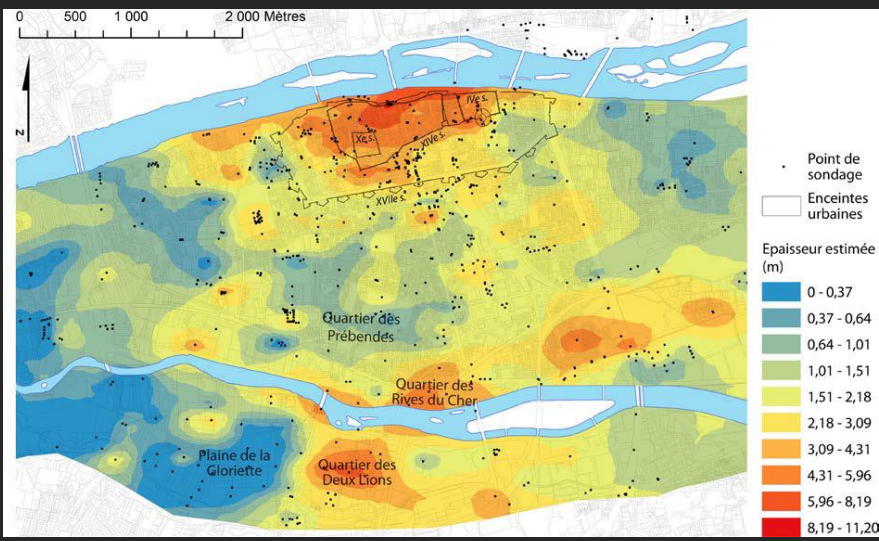 0 500 1 000 2 000 Mètres
N
IVe s.
Xe s.
XIVe s.
XVIIe s.
Quartier des
Prébendes
Quartier des
Rives du Cher
Plaine de la
Gloriette
Quartier des
Deux Lions
Point de
sondage
Enceintes
urbaines
Epaisseur estimée
(m)
0 - 0,37
0,37 - 0,64
0,64 - 1,01
1,01 - 1,51
1,51 - 2,18
2,18 - 3,09
3,09 - 4,31
4,31 - 5,96
5,96 - 8,19
8,19 - 11,20